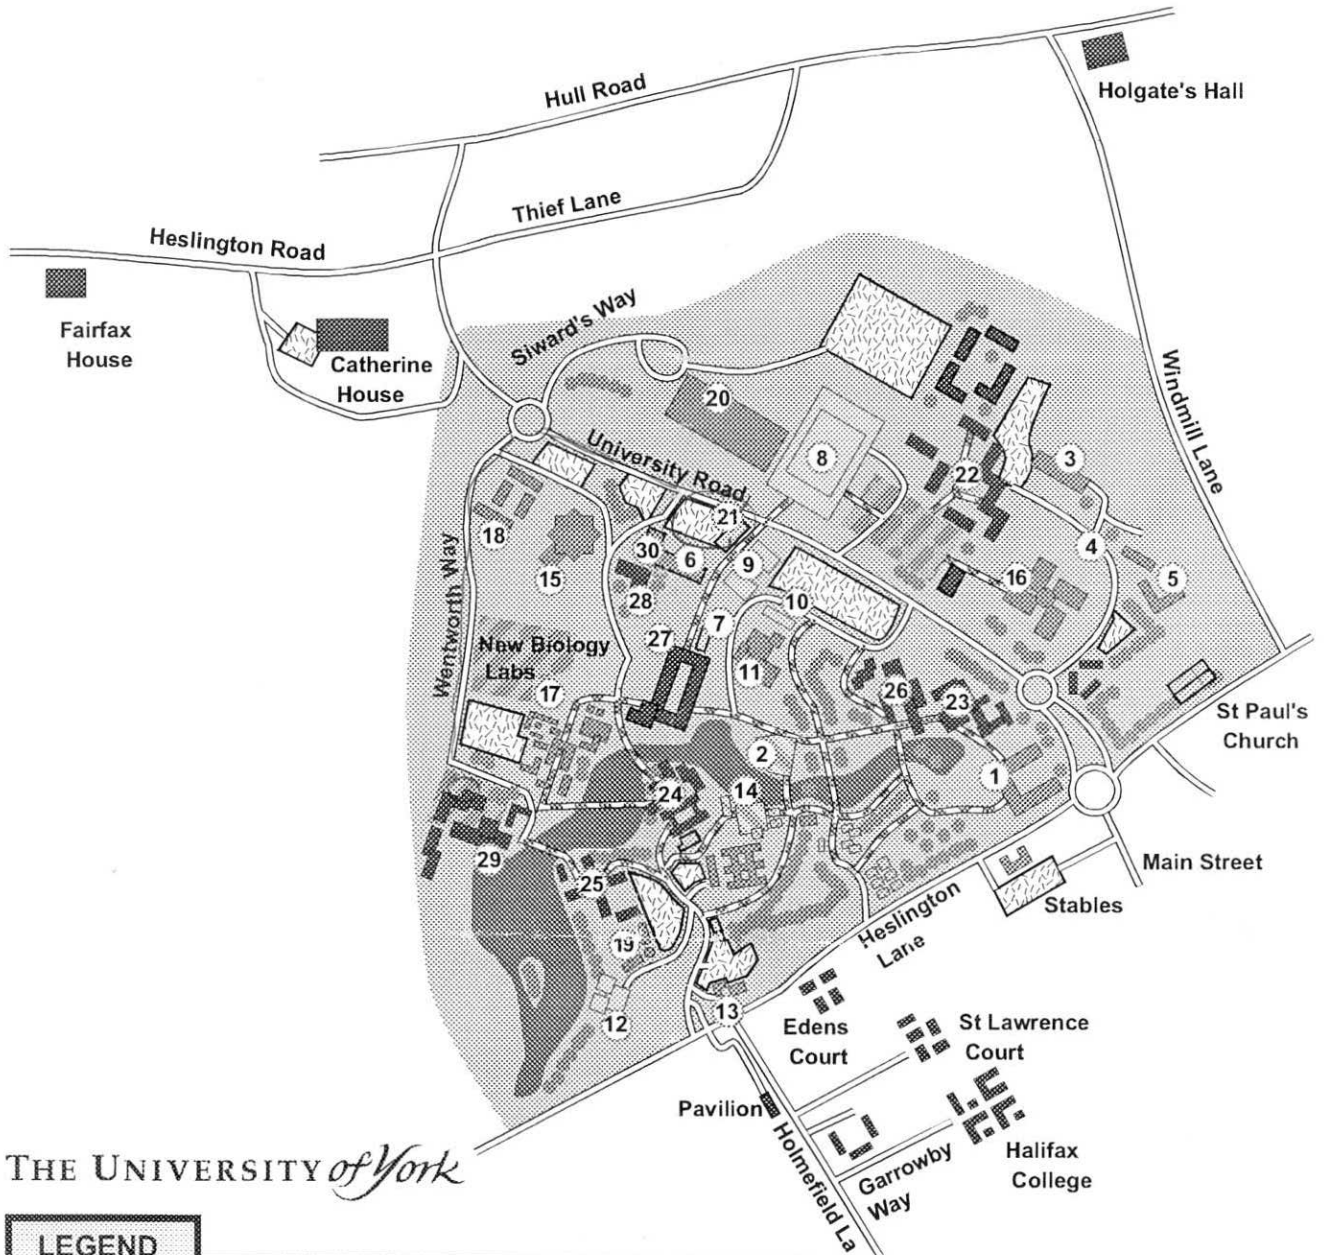 Hull Road
Holgate's Hall
Thief Lane
Heslington Road
Fairfax
House
Catherine
House
Siward's Way
Windmill Lane
20
University Road
8
3
22
21
18
30
6
9
4
15
28
16
5
Wentworth Way
10
7
27
New Biology
Labs
11
17
26
23
St Paul's
Church
2
1
24
14
29
Main Street
25
Stables
Heslington
Lane
19
12
13
Edens
Court
St Lawrence
Court
Pavilion
Holmefield La
Garrowby
Way
Halifax
College
THE UNIVERSITY of York
LEGEND